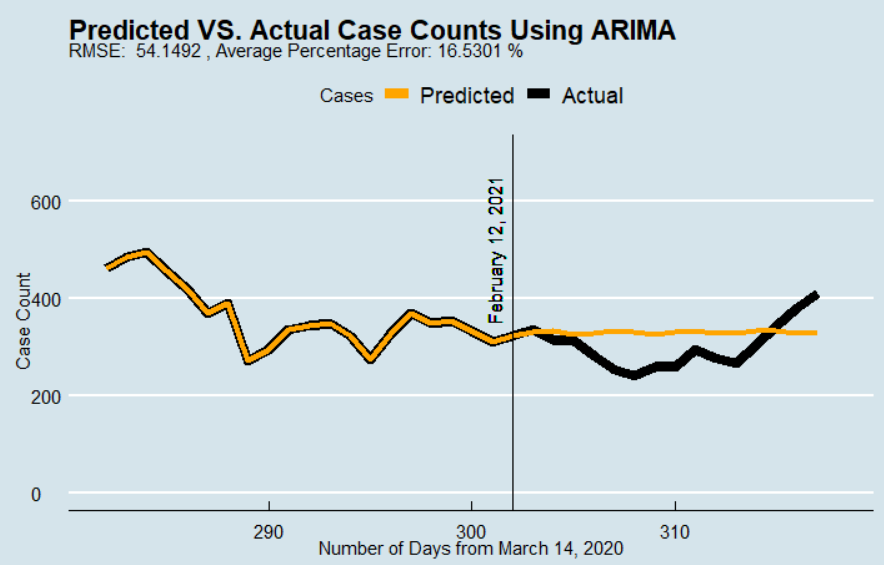 Predicted VS. Actual Case Counts Using ARIMA
RMSE:  54.1492 , Average Percentage Error: 16.5301 %
Cases Predicted Actual
600
400
200
0
Case Count
February 12, 2021
290 300 310
Number of Days from March 14, 2020